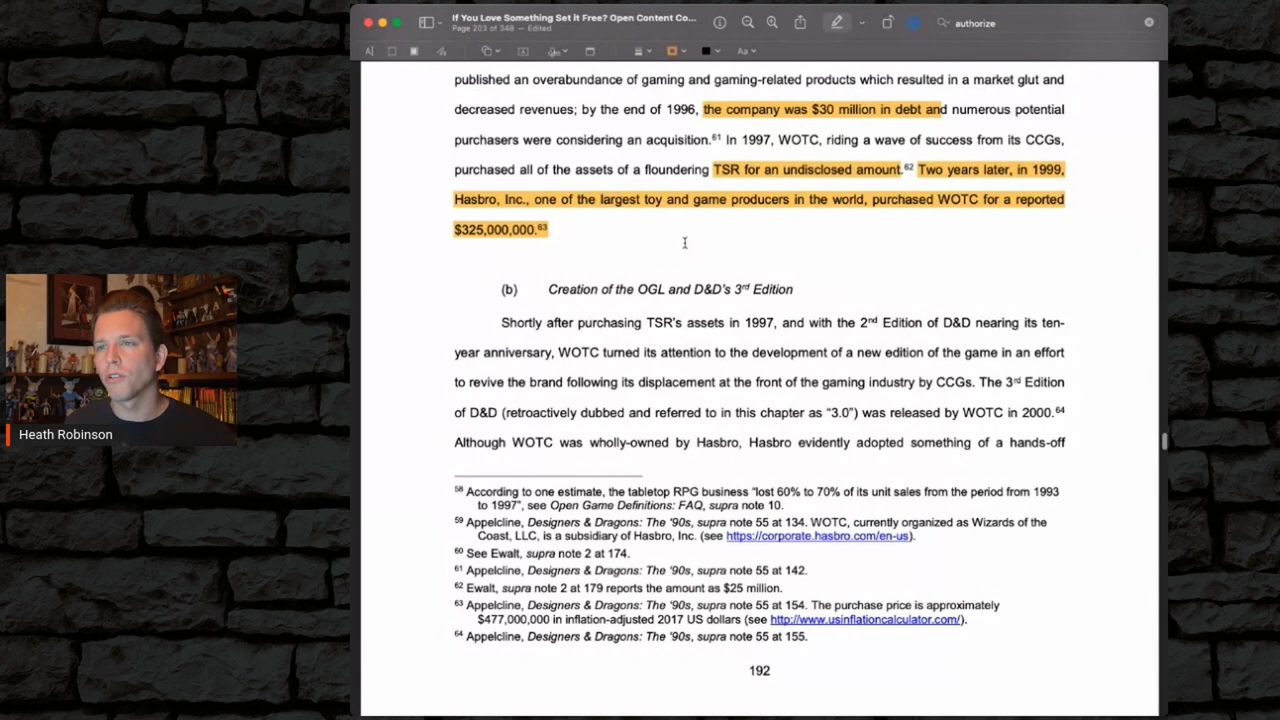 If You Love Something Set it Free? Open Content Co...
Page 203 of 348 — Edited
authorize
Aa
published an overabundance of gaming and gaming-related products which resulted in a market glut and
decreased revenues; by the end of 1996, the company was $30 million in debt and numerous potential
purchasers were considering an acquisition.61 In 1997, WOTC, riding a wave of success from its CCGs,
purchased all of the assets of a floundering TSR for an undisclosed amount.62 Two years later, in 1999,
Hasbro, Inc., one of the largest toy and game producers in the world, purchased WOTC for a reported
$325,000,000.63
(b) Creation of the OGL and D&D's 3rd Edition
Shortly after purchasing TSR's assets in 1997, and with the 2nd Edition of D&D nearing its ten-
year anniversary, WOTC turned its attention to the development of a new edition of the game in an effort
to revive the brand following its displacement at the front of the gaming industry by CCGs. The 3rd Edition
of D&D (retroactively dubbed and referred to in this chapter as "3.0") was released by WOTC in 2000.64
Although WOTC was wholly-owned by Hasbro, Hasbro evidently adopted something of a hands-off
58 According to one estimate, the tabletop RPG business "lost 60% to 70% of its unit sales from the period from 1993
to 1997", see Open Game Definitions: FAQ, supra note 10.
59 Appelcline, Designers & Dragons: The '90s, supra note 55 at 134. WOTC, currently organized as Wizards of the
Coast, LLC, is a subsidiary of Hasbro, Inc. (see https://corporate.hasbro.com/en-us).
60 See Ewalt, supra note 2 at 174.
61 Appelcline, Designers & Dragons: The '90s, supra note 55 at 142.
62 Ewalt, supra note 2 at 179 reports the amount as $25 million.
63 Appelcline, Designers & Dragons: The '90s, supra note 55 at 154. The purchase price is approximately
$477,000,000 in inflation-adjusted 2017 US dollars (see http://www.usinflationcalculator.com/).
64 Appelcline, Designers & Dragons: The '90s, supra note 55 at 155.
192
Heath Robinson